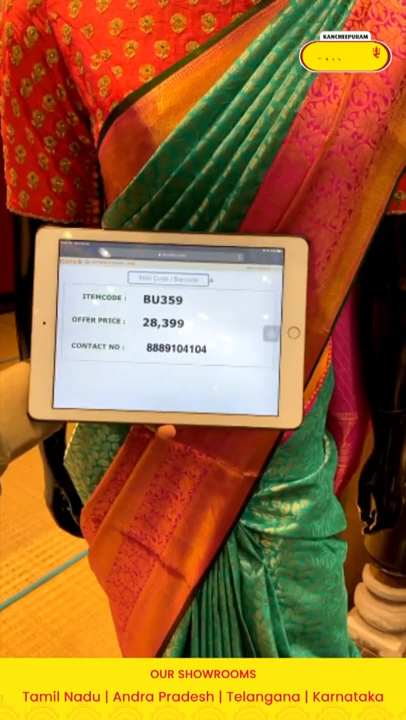 KANCHEEPURAM
Item Code / Barcode
ITEMCODE : BU359
OFFER PRICE : 28,399
CONTACT NO : 8889104104
OUR SHOWROOMS
Tamil Nadu | Andra Pradesh | Telangana | Karnataka